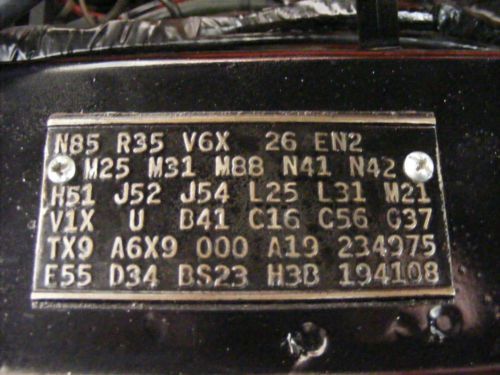 N85 R35 V6X 26 EN2
M25 M31 M88 N41 N42
H51 J52 J54 L25 L31 M21
V1X U B41 C16 C56 G37
TX9 A6X9 000 A19 234975
E55 D34 BS23 H3B 194108